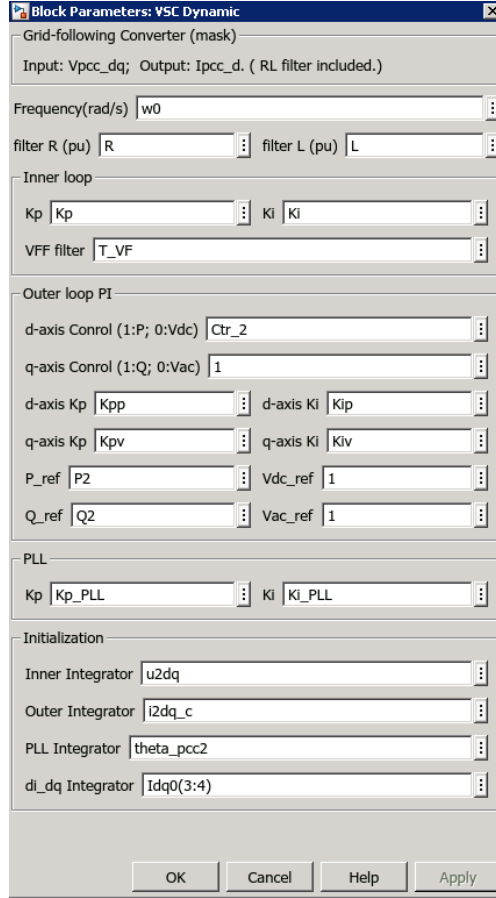 Block Parameters: VSC Dynamic
Grid-following Converter (mask)
Input: Vpcc_dq; Output: Ipcc_d. ( RL filter included.)
Frequency(rad/s) w0
filter R (pu) R filter L (pu) L
Inner loop
Kp Kp Ki Ki
VFF filter T_VF
Outer loop PI
d-axis Conrol (1:P; 0:Vdc) Ctr_2
q-axis Conrol (1:Q; 0:Vac) 1
d-axis Kp Kpp d-axis Ki Kip
q-axis Kp Kpv q-axis Ki Kiv
P_ref P2 Vdc_ref 1
Q_ref Q2 Vac_ref 1
PLL
Kp Kp_PLL Ki Ki_PLL
Initialization
Inner Integrator u2dq
Outer Integrator i2dq_c
PLL Integrator theta_pcc2
di_dq Integrator Idq0(3:4)
OK Cancel Help Apply